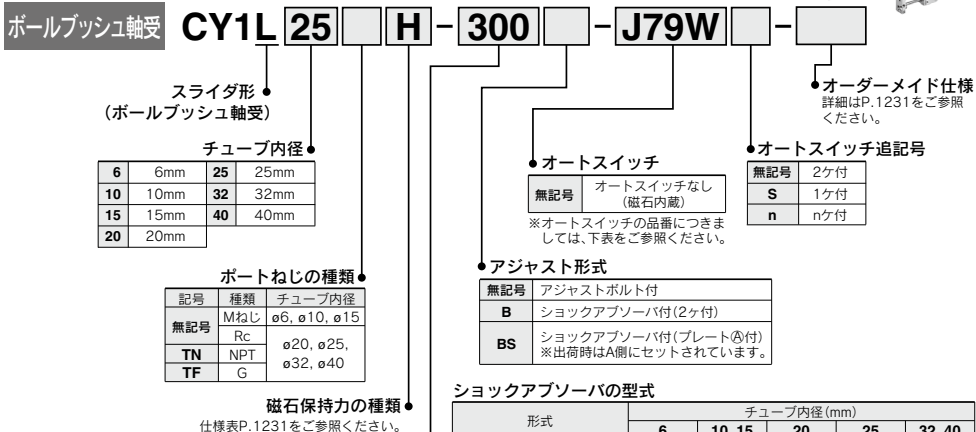 ボールブッシュ軸受 CY1L 25 H - 300 - J79W -
スライダ形
(ボールブッシュ軸受)
チューブ内径
6 6mm 25 25mm
10 10mm 32 32mm
15 15mm 40 40mm
20 20mm
ポートねじの種類
記号 種類 チューブ内径
無記号 Mねじ ø6, ø10, ø15
Rc ø20, ø25,
TN NPT ø32, ø40
TF G
磁石保持力の種類
仕様表P.1231をご参照ください。
オーダーメイド仕様
詳細はP.1231をご参照
ください。
オートスイッチ追記号
無記号 2ケ付
S 1ケ付
n nケ付
オートスイッチ
無記号 オートスイッチなし
(磁石内蔵)
※オートスイッチの品番につきま
しては、下表をご参照ください。
アジャスト形式
無記号 アジャストボルト付
B ショックアブソーバ付(2ケ付)
BS ショックアブソーバ付(プレートⒶ付)
※出荷時はA側にセットされています。
ショックアブソーバの型式
形式 チューブ内径(mm)
6 10, 15 20 25 32, 40